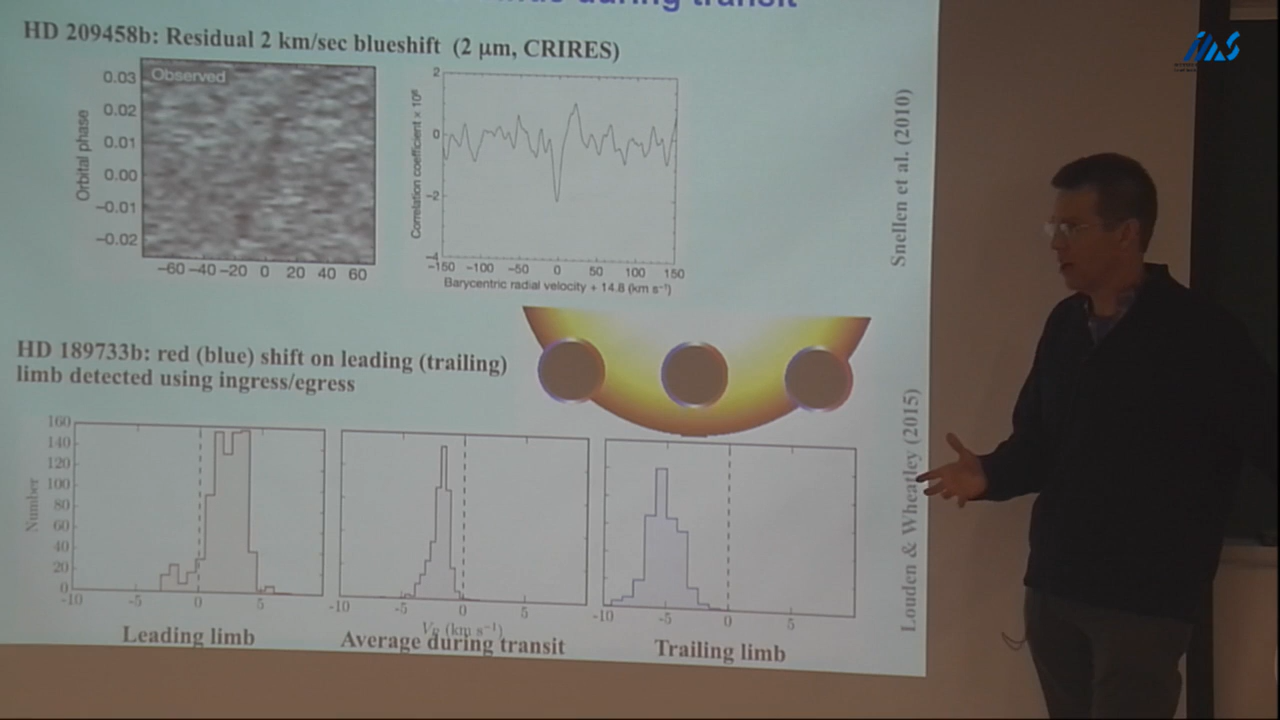 during transit
HD 209458b: Residual 2 km/sec blueshift (2 μm, CRIRES)
Observed
Orbital phase
0.03
0.02
0.01
0.00
−0.01
−0.02
−60 −40 −20 0 20 40 60
Correlation coefficient × 10⁶
2
0
−2
−4
−150 −100 −50 0 50 100 150
Barycentric radial velocity + 14.8 (km s⁻¹)
Snellen et al. (2010)
HD 189733b: red (blue) shift on leading (trailing)
limb detected using ingress/egress
Number
160
140
120
100
80
60
40
20
0
-10 -5 0 5
-10 -5 0 5
-10 -5 0 5
(km s⁻¹)
Leading limb
Average during transit
Trailing limb
Louden & Wheatley (2015)